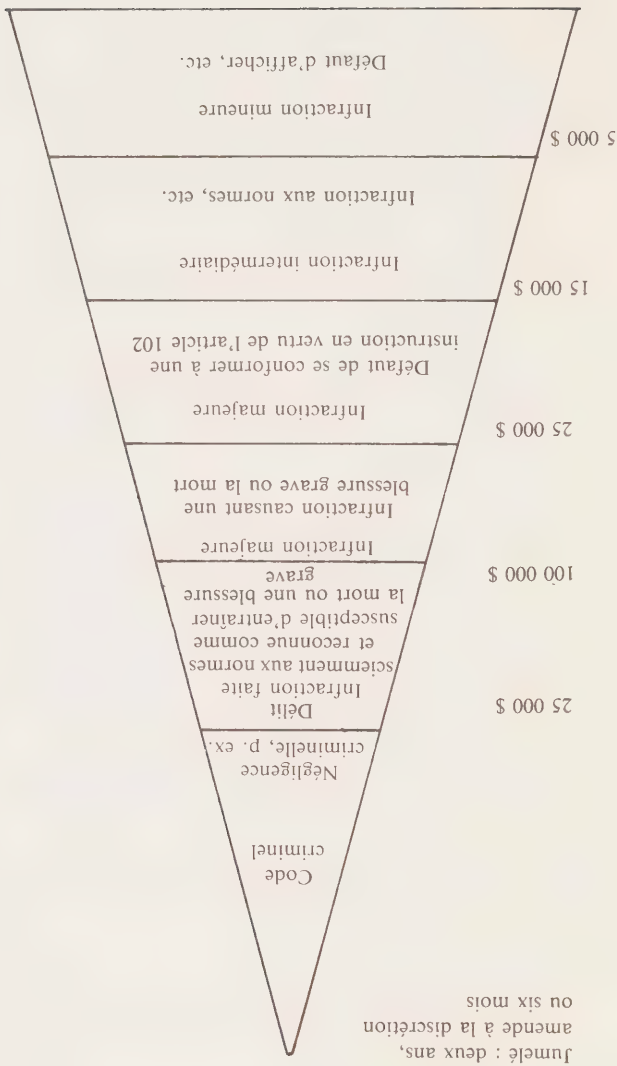 Jumelé : deux ans,
amende à la discrétion
ou six mois
Code
criminel
Négligence
criminelle, p. ex.
25 000 $
Délit
Infraction faite
sciemment aux normes
et reconnue comme
susceptible d'entraîner
la mort ou une blessure
grave
100 000 $
Infraction majeure
Infraction causant une
blessure grave ou la mort
25 000 $
Infraction majeure
Défaut de se conformer à une
instruction en vertu de l'article 102
15 000 $
Infraction intermédiaire
Infraction aux normes, etc.
5 000 $
Infraction mineure
Défaut d'afficher, etc.